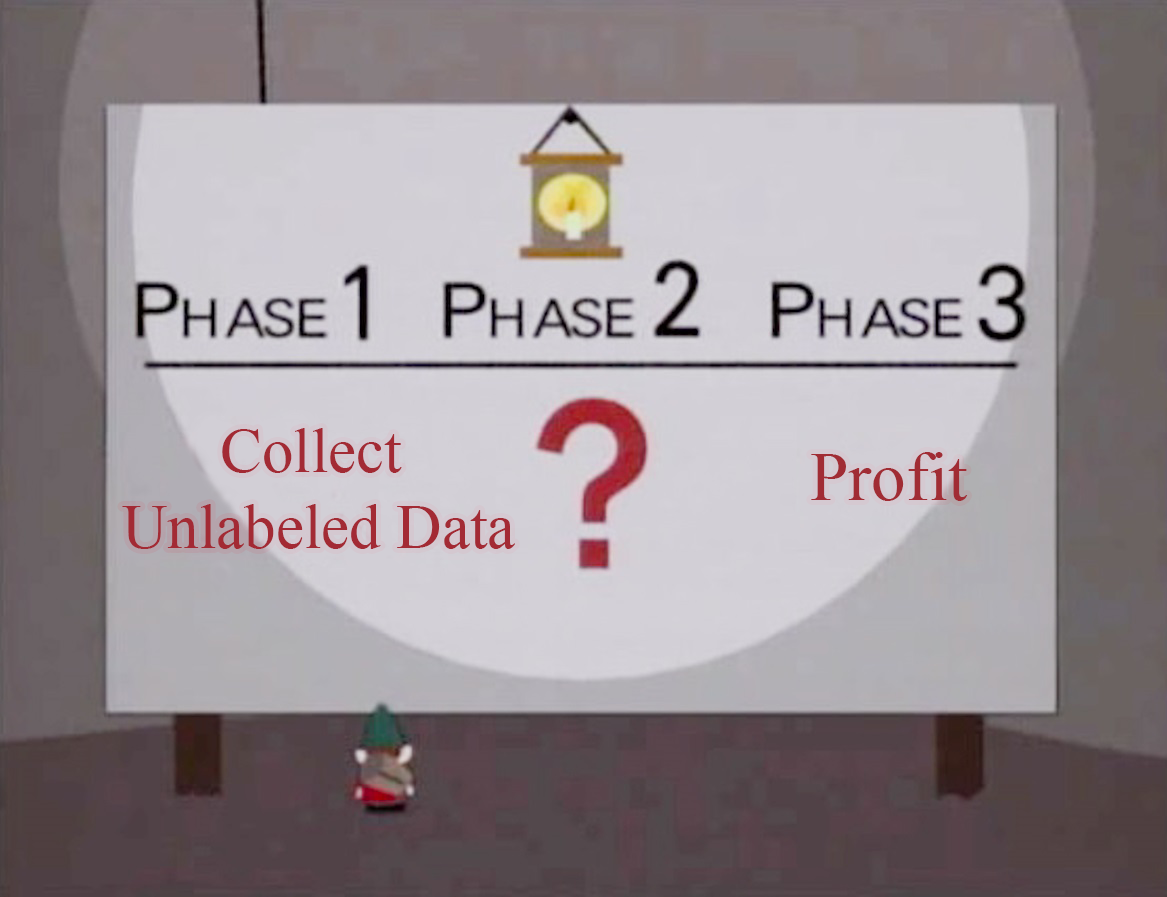 PHASE 1 PHASE 2 PHASE 3
Collect
Unlabeled Data
?
Profit